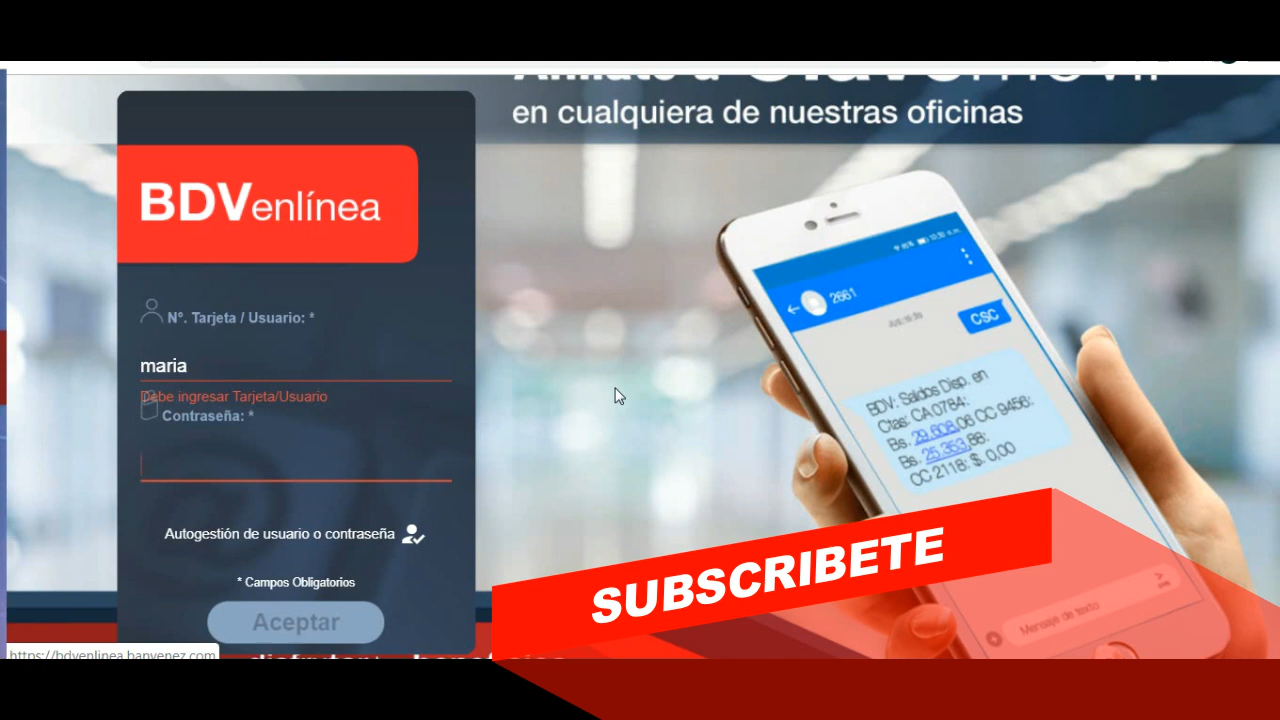 en cualquiera de nuestras oficinas
BDVenlínea
Nº. Tarjeta / Usuario: *
maria
Debe ingresar Tarjeta/Usuario
Contraseña: *
Autogestión de usuario o contraseña
* Campos Obligatorios
Aceptar
https://bdvenlinea.banvenez.com
2661
CSC
BDV: Saldos Disp. en
Ctas: CA 0784:
Bs. 29.608,06 CC 9456:
Bs. 25.353,88:
CC 2118: $. 0,00
Mensaje de texto
SUBSCRIBETE